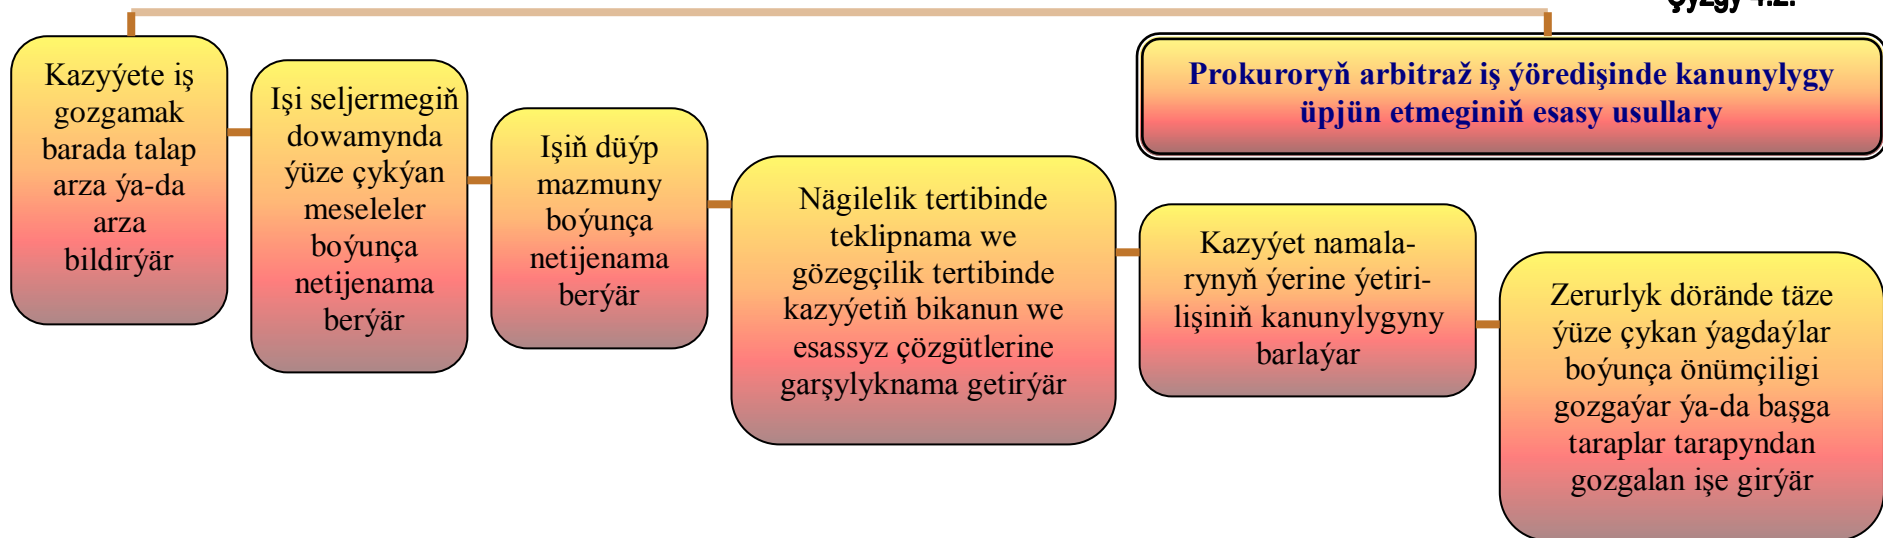 Çyzgy 4.2.
Prokuroryň arbitraž iş ýöredişinde kanunylygy
üpjün etmeginiň esasy usullary
Kazyýete iş
gozgamak
barada talap
arza ýa-da
arza
bildirýär
Işi seljermegiň
dowamynda
ýüze çykýan
meseleler
boýunça
netijenama
berýär
Işiň düýp
mazmuny
boýunça
netijenama
berýär
Nägilelik tertibinde
teklipnama we
gözegçilik tertibinde
kazyýetiň bikanun we
esassyz çözgütlerine
garşylyknama getirýär
Kazyýet namala-
rynyň ýerine ýetiri-
lişiniň kanunylygyny
barlaýar
Zerurlyk dörände täze
ýüze çykan ýagdaýlar
boýunça önümçiligi
gozgaýar ýa-da başga
taraplar tarapyndan
gozgalan işe girýär